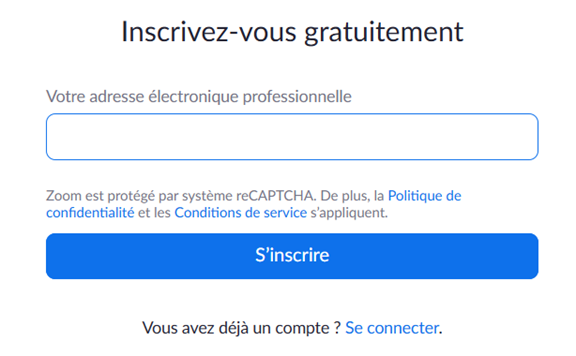 Inscrivez-vous gratuitement
Votre adresse électronique professionnelle
Zoom est protégé par système reCAPTCHA. De plus, la Politique de
confidentialité et les Conditions de service s’appliquent.
S’inscrire
Vous avez déjà un compte ? Se connecter.